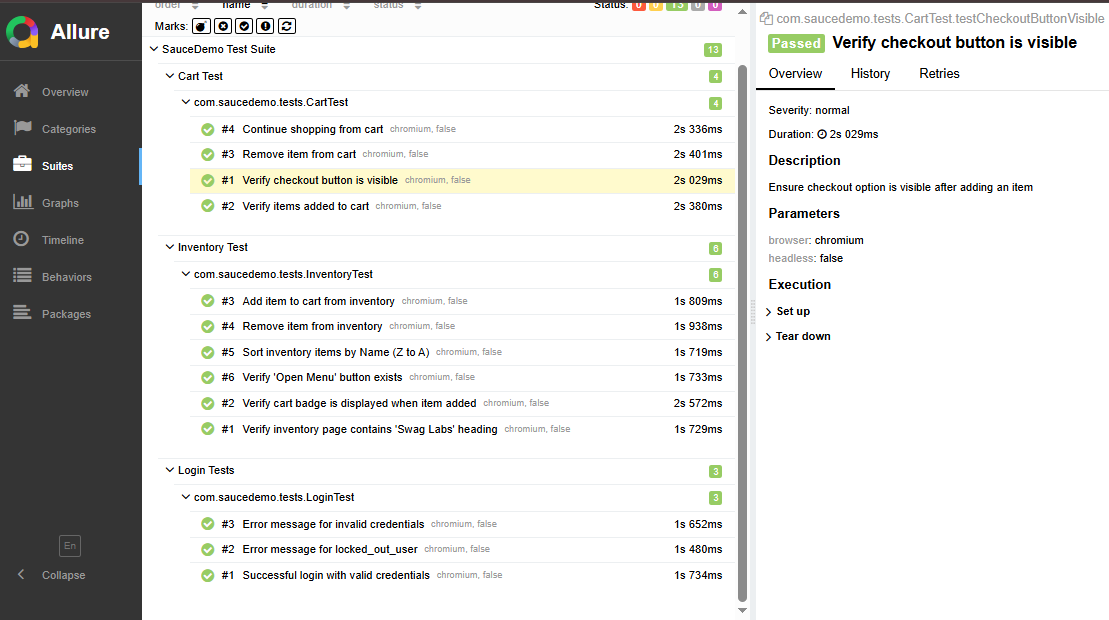 Allure
Overview
Categories
Suites
Graphs
Timeline
Behaviors
Packages
En
Collapse
order name duration status Status: 0 0 13 0 0
Marks:
SauceDemo Test Suite 13
Cart Test 4
com.saucedemo.tests.CartTest 4
#4 Continue shopping from cart chromium, false 2s 336ms
#3 Remove item from cart chromium, false 2s 401ms
#1 Verify checkout button is visible chromium, false 2s 029ms
#2 Verify items added to cart chromium, false 2s 380ms
Inventory Test 6
com.saucedemo.tests.InventoryTest 6
#3 Add item to cart from inventory chromium, false 1s 809ms
#4 Remove item from inventory chromium, false 1s 938ms
#5 Sort inventory items by Name (Z to A) chromium, false 1s 719ms
#6 Verify 'Open Menu' button exists chromium, false 1s 733ms
#2 Verify cart badge is displayed when item added chromium, false 2s 572ms
#1 Verify inventory page contains 'Swag Labs' heading chromium, false 1s 729ms
Login Tests 3
com.saucedemo.tests.LoginTest 3
#3 Error message for invalid credentials chromium, false 1s 652ms
#2 Error message for locked_out_user chromium, false 1s 480ms
#1 Successful login with valid credentials chromium, false 1s 734ms
com.saucedemo.tests.CartTest.testCheckoutButtonVisible
Passed Verify checkout button is visible
Overview History Retries
Severity: normal
Duration: 2s 029ms
Description
Ensure checkout option is visible after adding an item
Parameters
browser: chromium
headless: false
Execution
Set up
Tear down